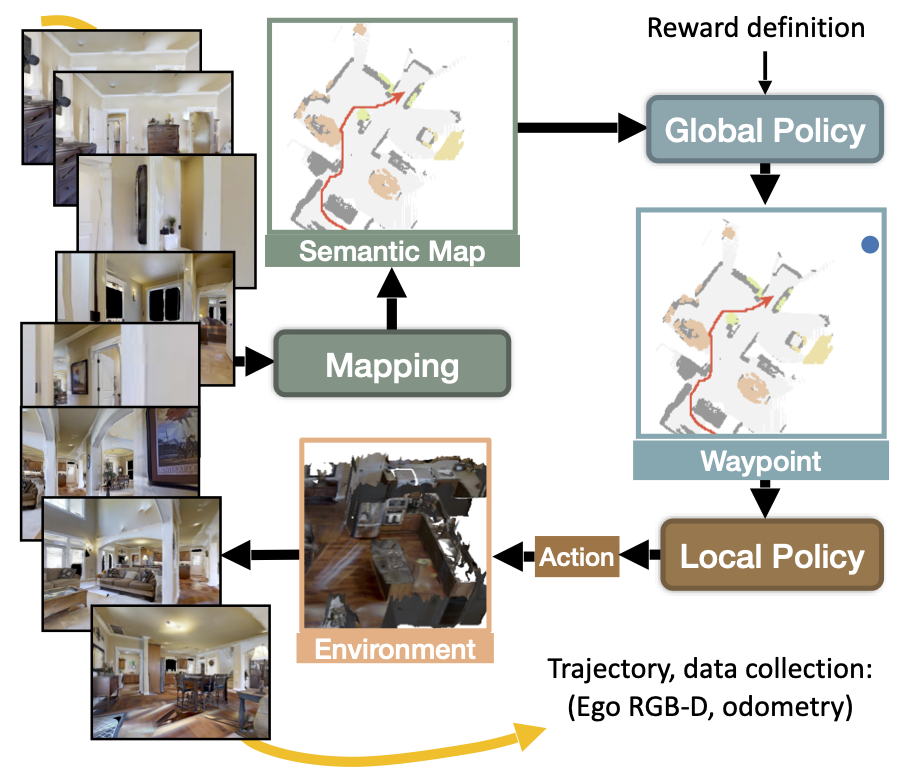 Reward definition
Global Policy
Semantic Map
Mapping
Waypoint
Local Policy
Action
Environment
Trajectory, data collection:
(Ego RGB-D, odometry)